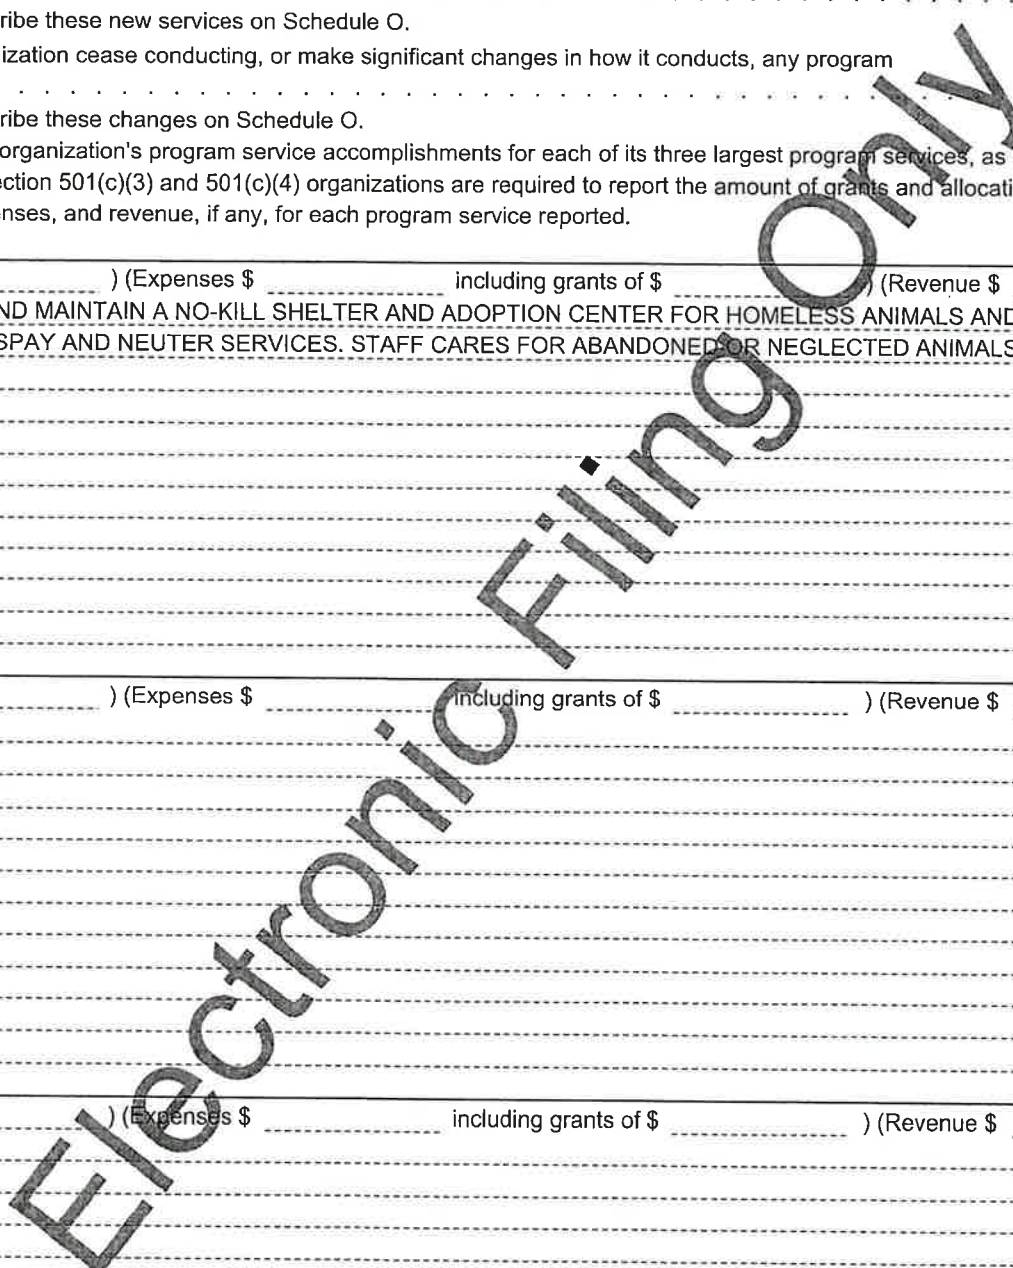 ribe these new services on Schedule O.
ization cease conducting, or make significant changes in how it conducts, any program
ribe these changes on Schedule O.
organization's program service accomplishments for each of its three largest program services, as
ction 501(c)(3) and 501(c)(4) organizations are required to report the amount of grants and allocati
nses, and revenue, if any, for each program service reported.
) (Expenses $ including grants of $ ) (Revenue $
ND MAINTAIN A NO-KILL SHELTER AND ADOPTION CENTER FOR HOMELESS ANIMALS AND
SPAY AND NEUTER SERVICES. STAFF CARES FOR ABANDONED OR NEGLECTED ANIMALS
) (Expenses $ including grants of $ ) (Revenue $
) (Expenses $ including grants of $ ) (Revenue $
Electronic Filing Only